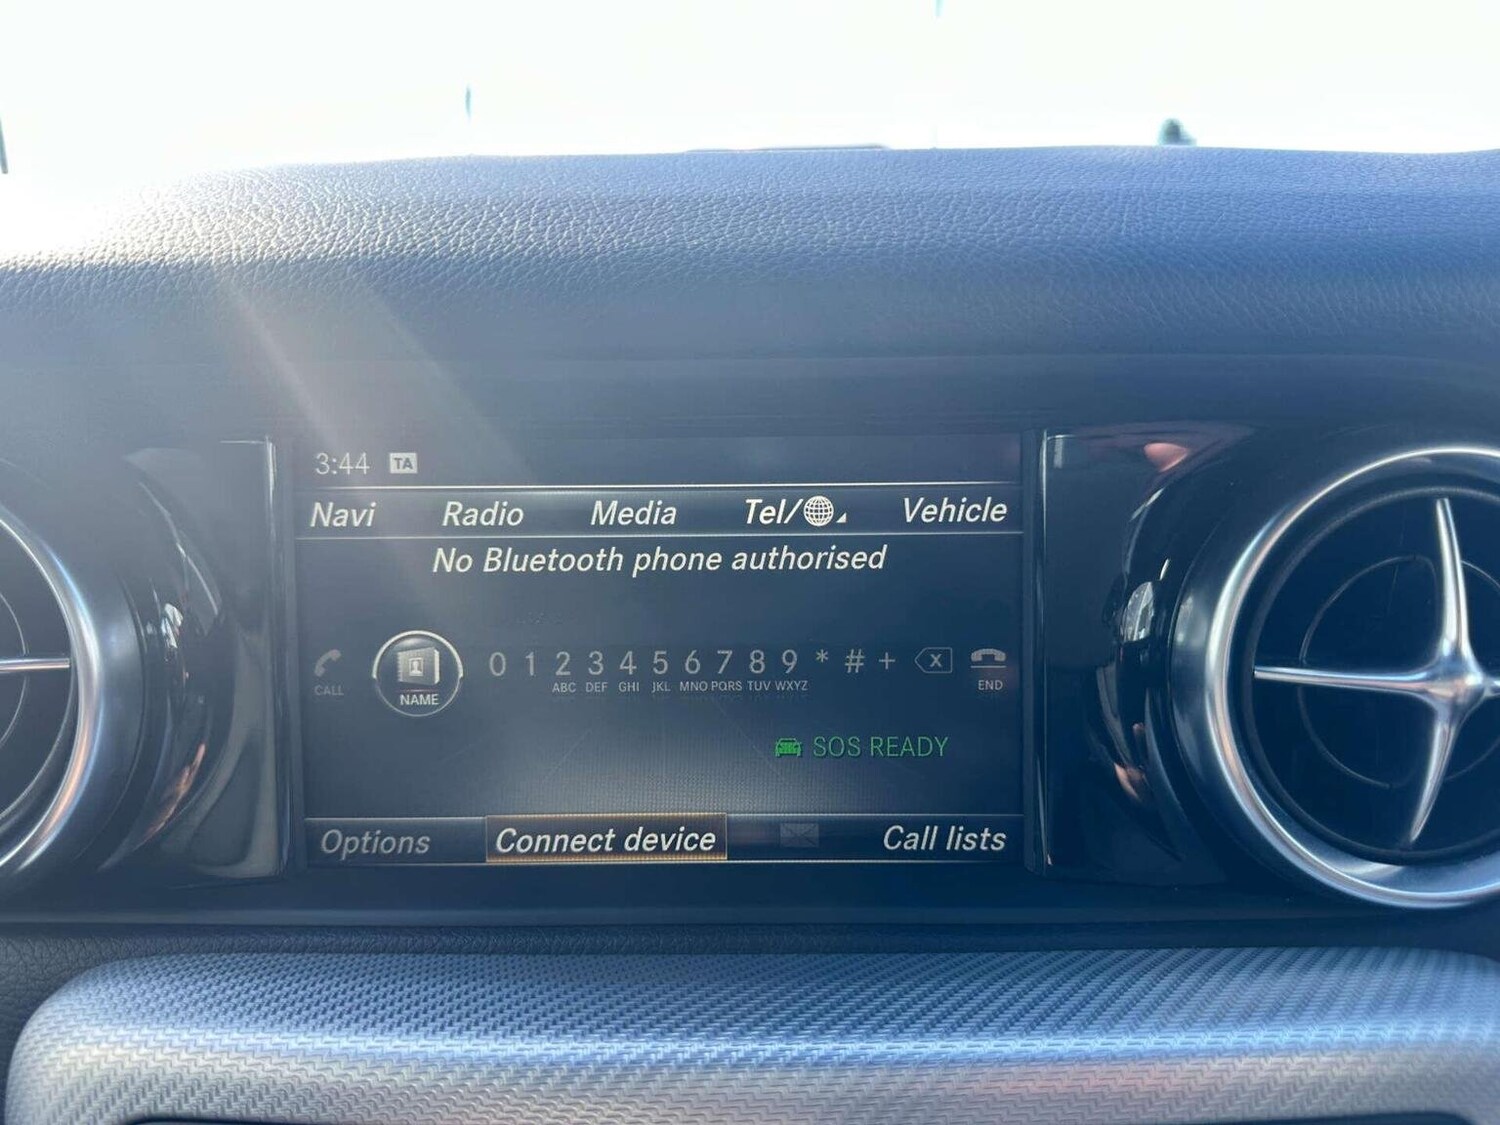 3:44 TA
Navi Radio Media Tel/ Vehicle
No Bluetooth phone authorised
0 1 2 3 4 5 6 7 8 9 * # + x
CALL NAME ABC DEF GHI JKL MNO PQRS TUV WXYZ END
SOS READY
Options Connect device Call lists